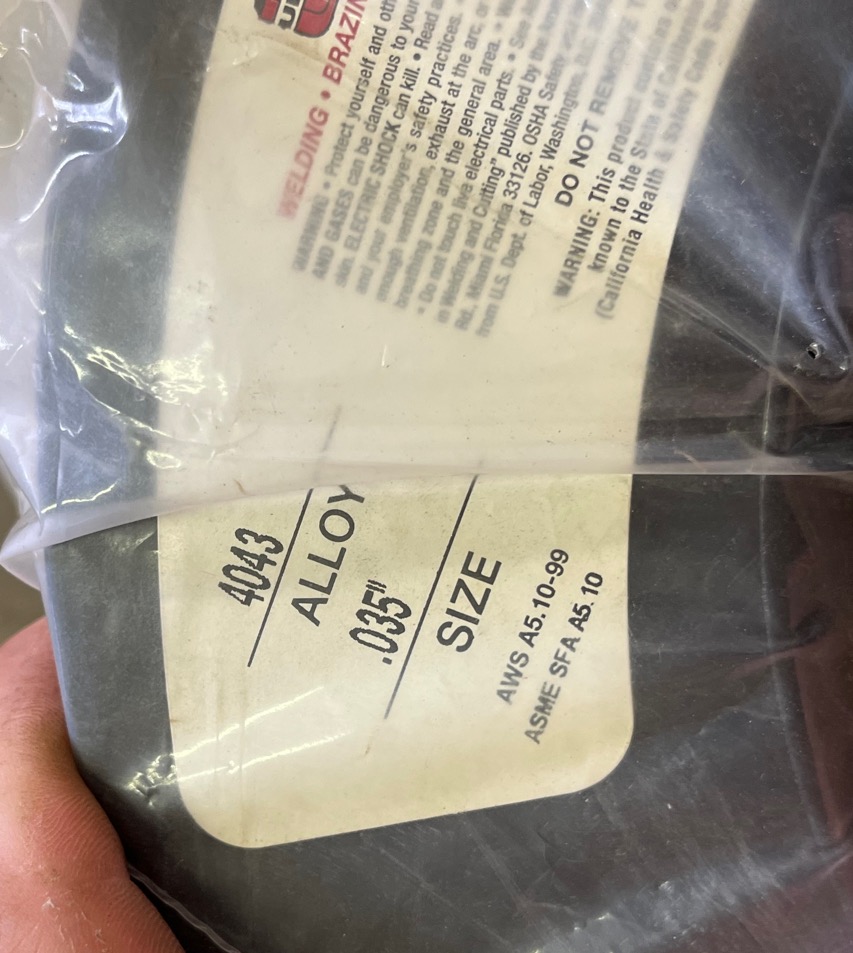 WELDING • BRAZIN
WARNING: • Protect yourself and oth
AND GASES can be dangerous to your
skin. ELECTRIC SHOCK can kill. • Read a
and your employer's safety practices.
enough ventilation, exhaust at the arc, or
breathing zone and the general area. •
• Do not touch live electrical parts. • See
in Welding and Cutting" published by the
Rd. Miami Florida 33126. OSHA Safety
from U.S. Dept. of Labor, Washington,
DO NOT
WARNING: This product
known to the State of California
(California Health & Safety Code
4043
ALLOY
.035"
SIZE
AWS A5.10-99
ASME SFA A5.10